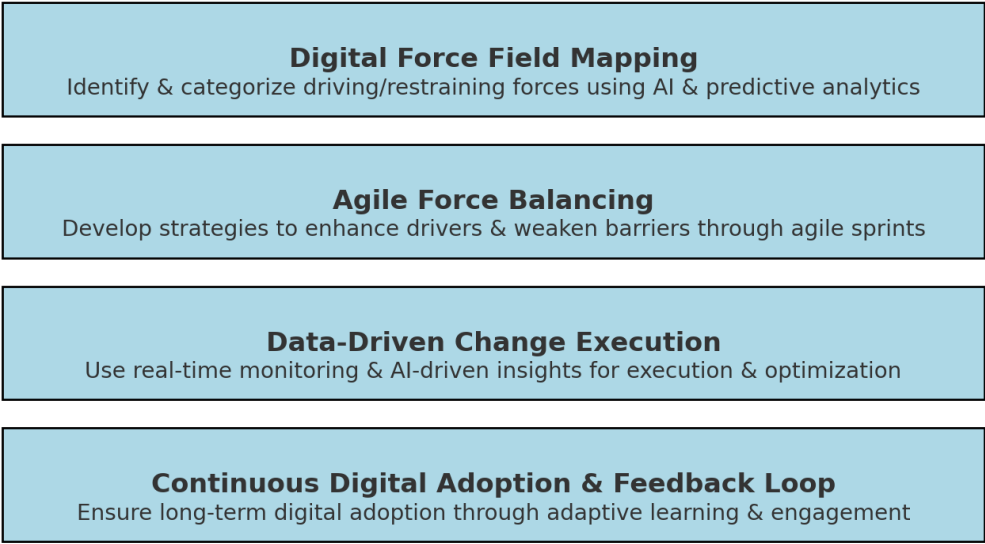 Digital Force Field Mapping
Identify & categorize driving/restraining forces using AI & predictive analytics
Agile Force Balancing
Develop strategies to enhance drivers & weaken barriers through agile sprints
Data-Driven Change Execution
Use real-time monitoring & AI-driven insights for execution & optimization
Continuous Digital Adoption & Feedback Loop
Ensure long-term digital adoption through adaptive learning & engagement